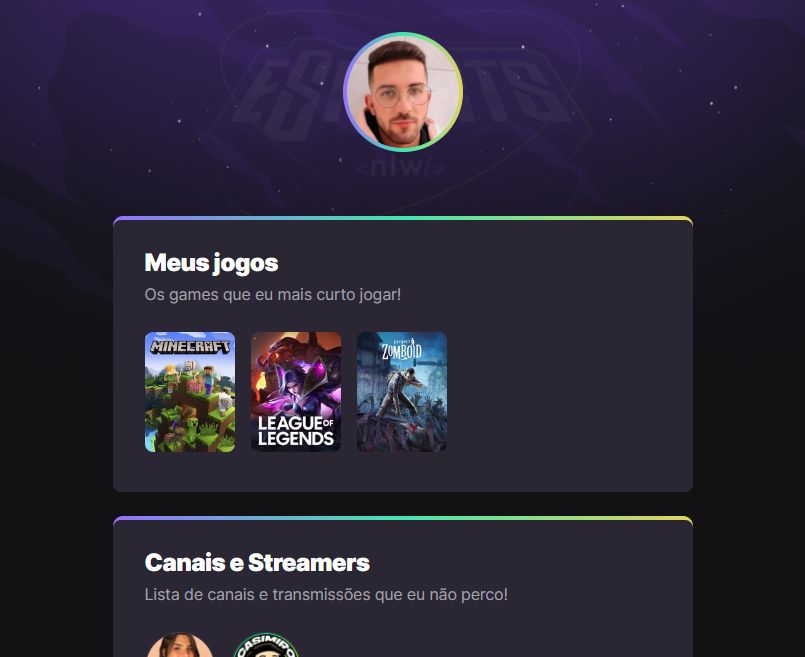 ESPORTS
<nlw/>
Meus jogos
Os games que eu mais curto jogar!
MINECRAFT
LEAGUE OF
LEGENDS
project
ZOMBOID
Canais e Streamers
Lista de canais e transmissões que eu não perco!
CASIMIRO